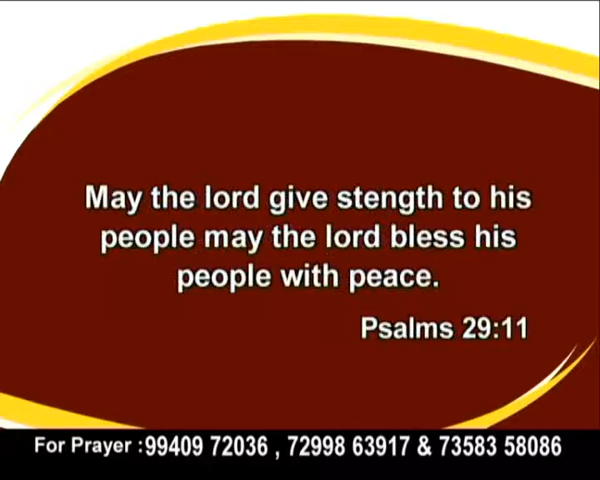 May the lord give stength to his
people may the lord bless his
people with peace.
Psalms 29:11
For Prayer :99409 72036 , 72998 63917 & 73583 58086